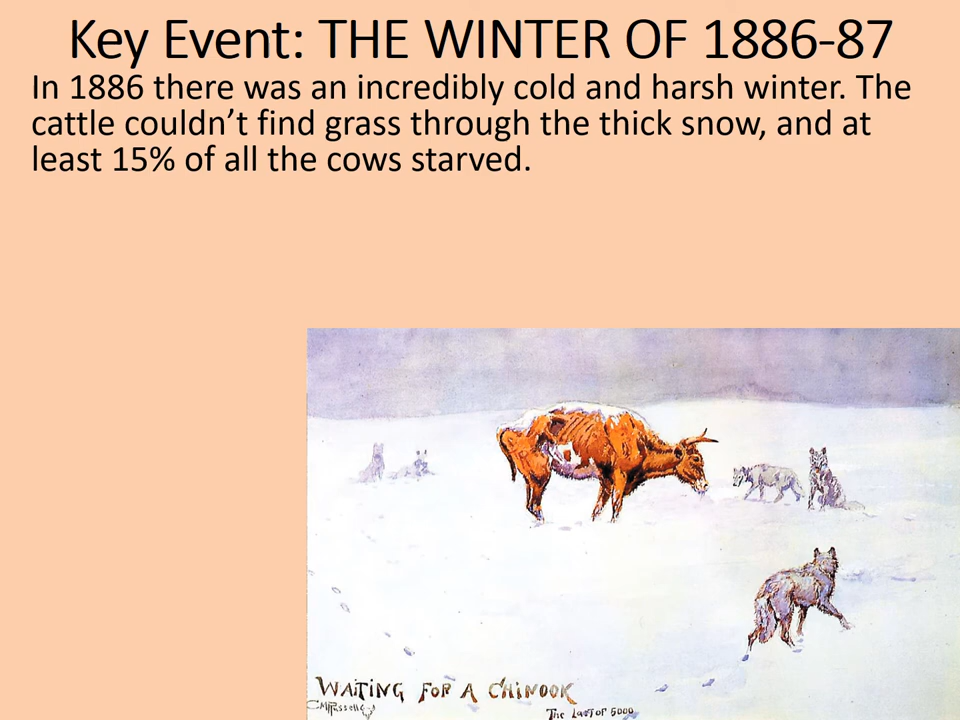 Key Event: THE WINTER OF 1886-87
In 1886 there was an incredibly cold and harsh winter. The
cattle couldn’t find grass through the thick snow, and at
least 15% of all the cows starved.
WAITING FOR A CHINOOK
CMRussell
The Last of 5000